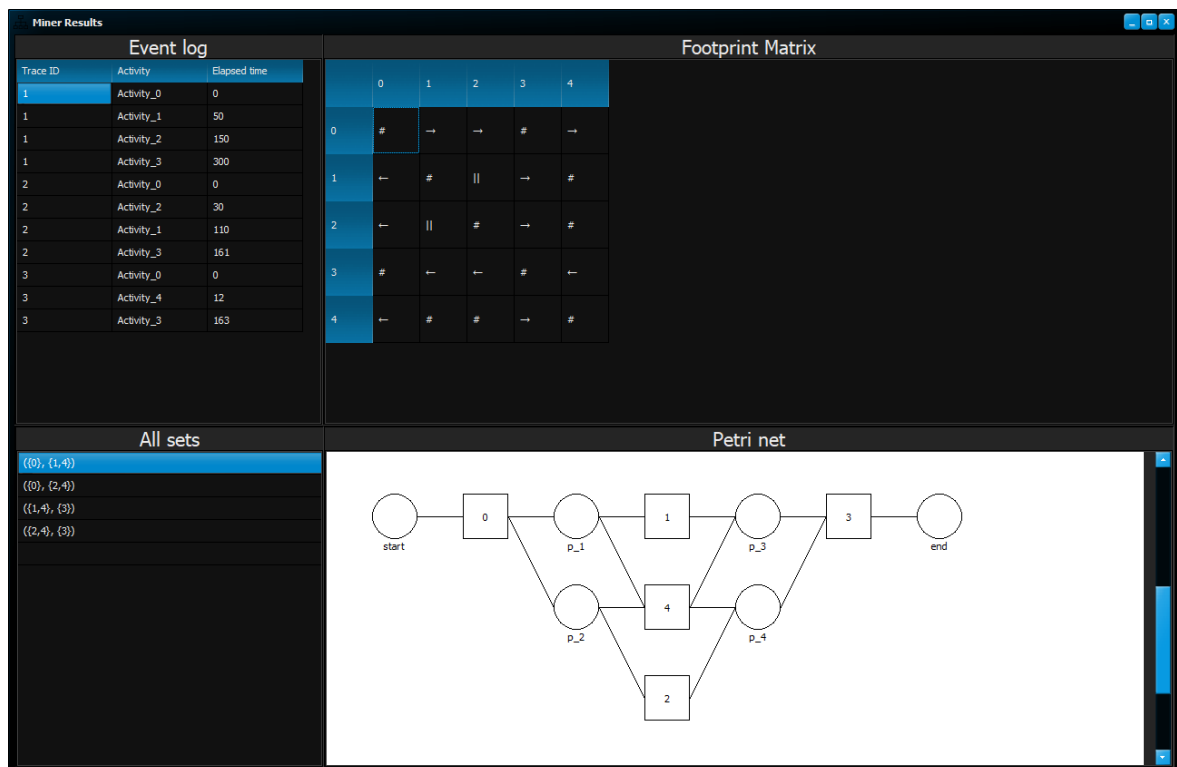 Miner Results
Event log
Trace ID Activity Elapsed time
1 Activity_0 0
1 Activity_1 50
1 Activity_2 150
1 Activity_3 300
2 Activity_0 0
2 Activity_2 30
2 Activity_1 110
2 Activity_3 161
3 Activity_0 0
3 Activity_4 12
3 Activity_3 163
Footprint Matrix
0 1 2 3 4
0 # → → # →
1 ← # || → #
2 ← || # → #
3 # ← ← # ←
4 ← # # → #
All sets
({0}, {1,4})
({0}, {2,4})
({1,4}, {3})
({2,4}, {3})
Petri net
0 1 3
start p_1 p_3 end
4
p_2 p_4
2